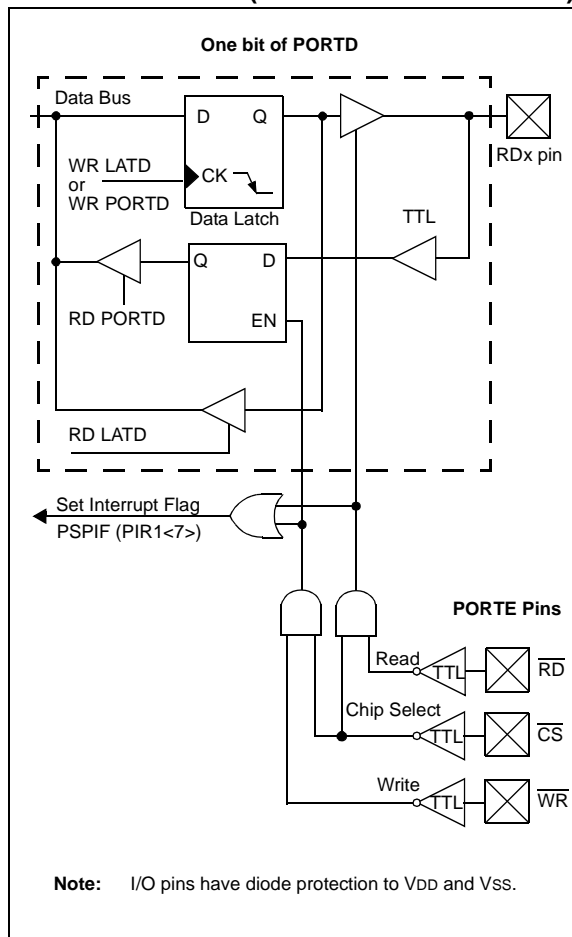 One bit of PORTD
Data Bus
D Q
RDx pin
WR LATD
or
WR PORTD
CK
Data Latch
TTL
Q D
RD PORTD
EN
RD LATD
Set Interrupt Flag
PSPIF (PIR1<7>)
PORTE Pins
Read
TTL
RD
Chip Select
TTL
CS
Write
TTL
WR
Note: I/O pins have diode protection to VDD and VSS.